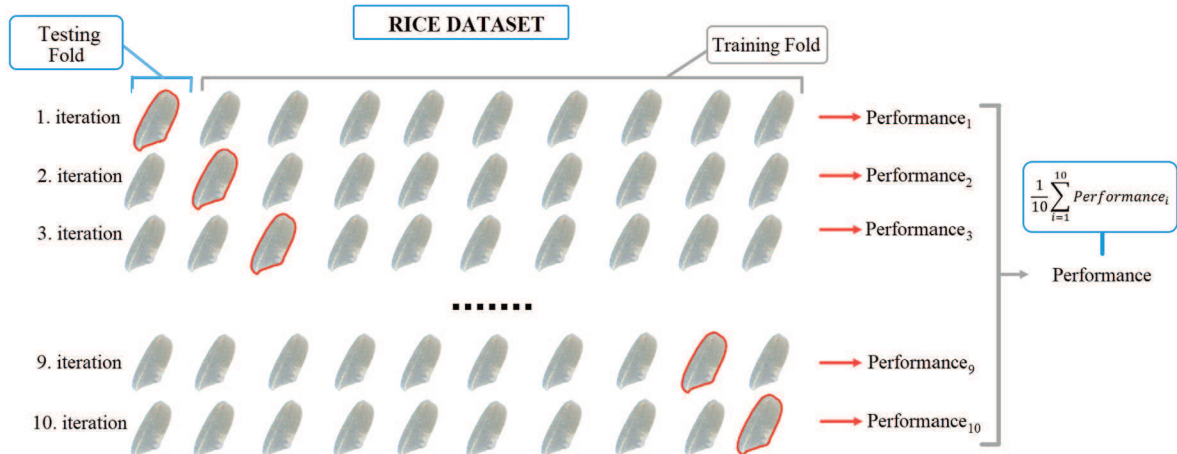 RICE DATASET
Testing
Fold
Training Fold
1. iteration
Performance₁
2. iteration
Performance₂
3. iteration
Performance₃
.......
9. iteration
Performance₉
10. iteration
Performance₁₀
1/10 ∑_{i=1}^{10} Performanceᵢ
Performance